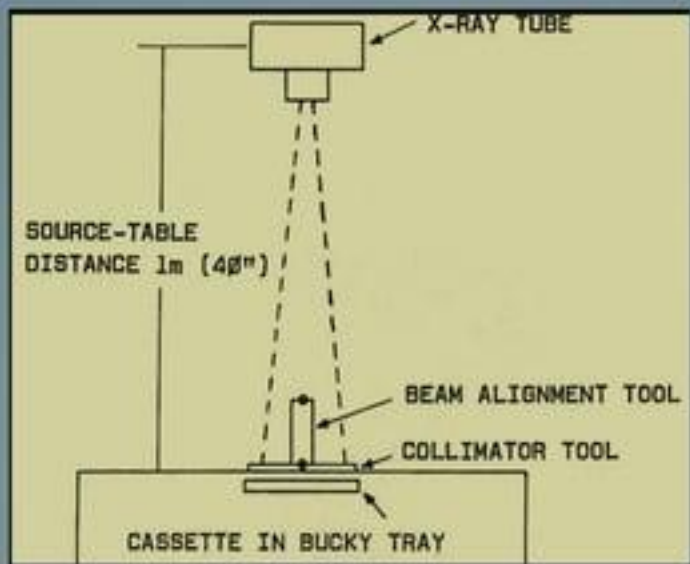 X-RAY TUBE
SOURCE-TABLE
DISTANCE 1m (40")
BEAM ALIGNMENT TOOL
COLLIMATOR TOOL
CASSETTE IN BUCKY TRAY